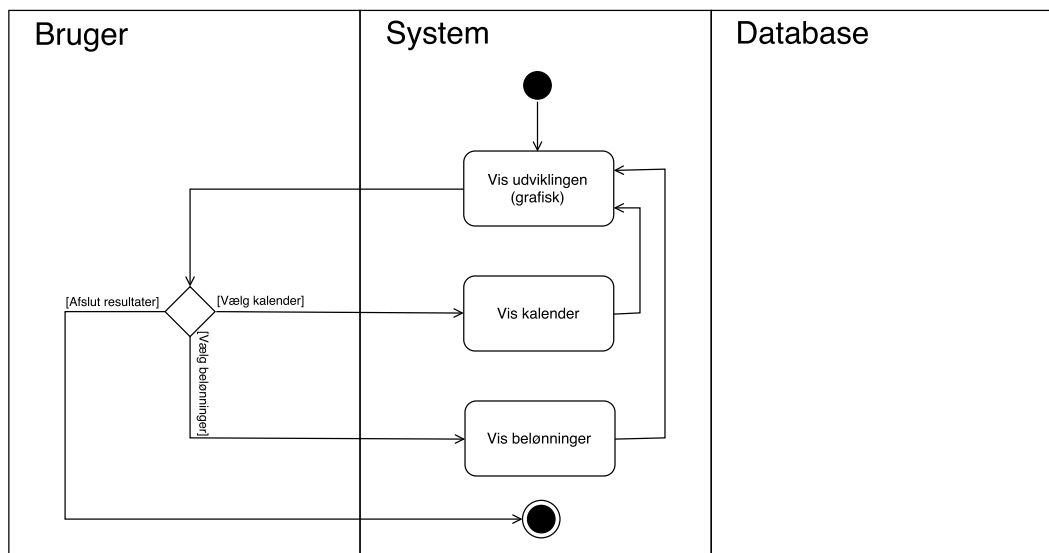 Bruger
System
Database
Vis udviklingen
(grafisk)
[Afslut resultater]
[Vælg kalender]
[Vælg belønninger]
Vis kalender
Vis belønninger